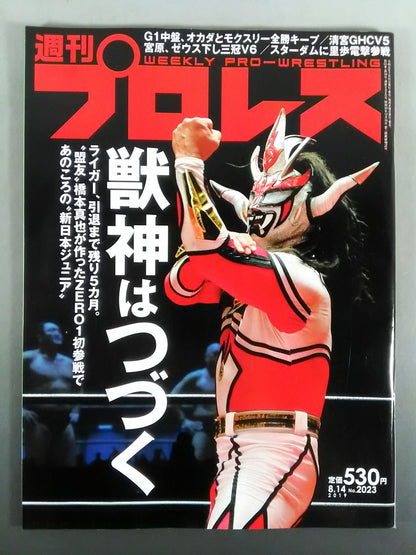 G1中盤、オカダとモクスリー全勝キープ／清宮GHCV5
宮原、ゼウス下し三冠V6／スターダムに里歩電撃参戦
週刊プロレス
WEEKLY PRO-WRESTLING
獣神はつづく
ライガー、引退まで残り5カ月。
“盟友”橋本真也が作ったZERO1初参戦で
あのころの“新日本ジュニア”
定価530円
8.14 No.2023
2019